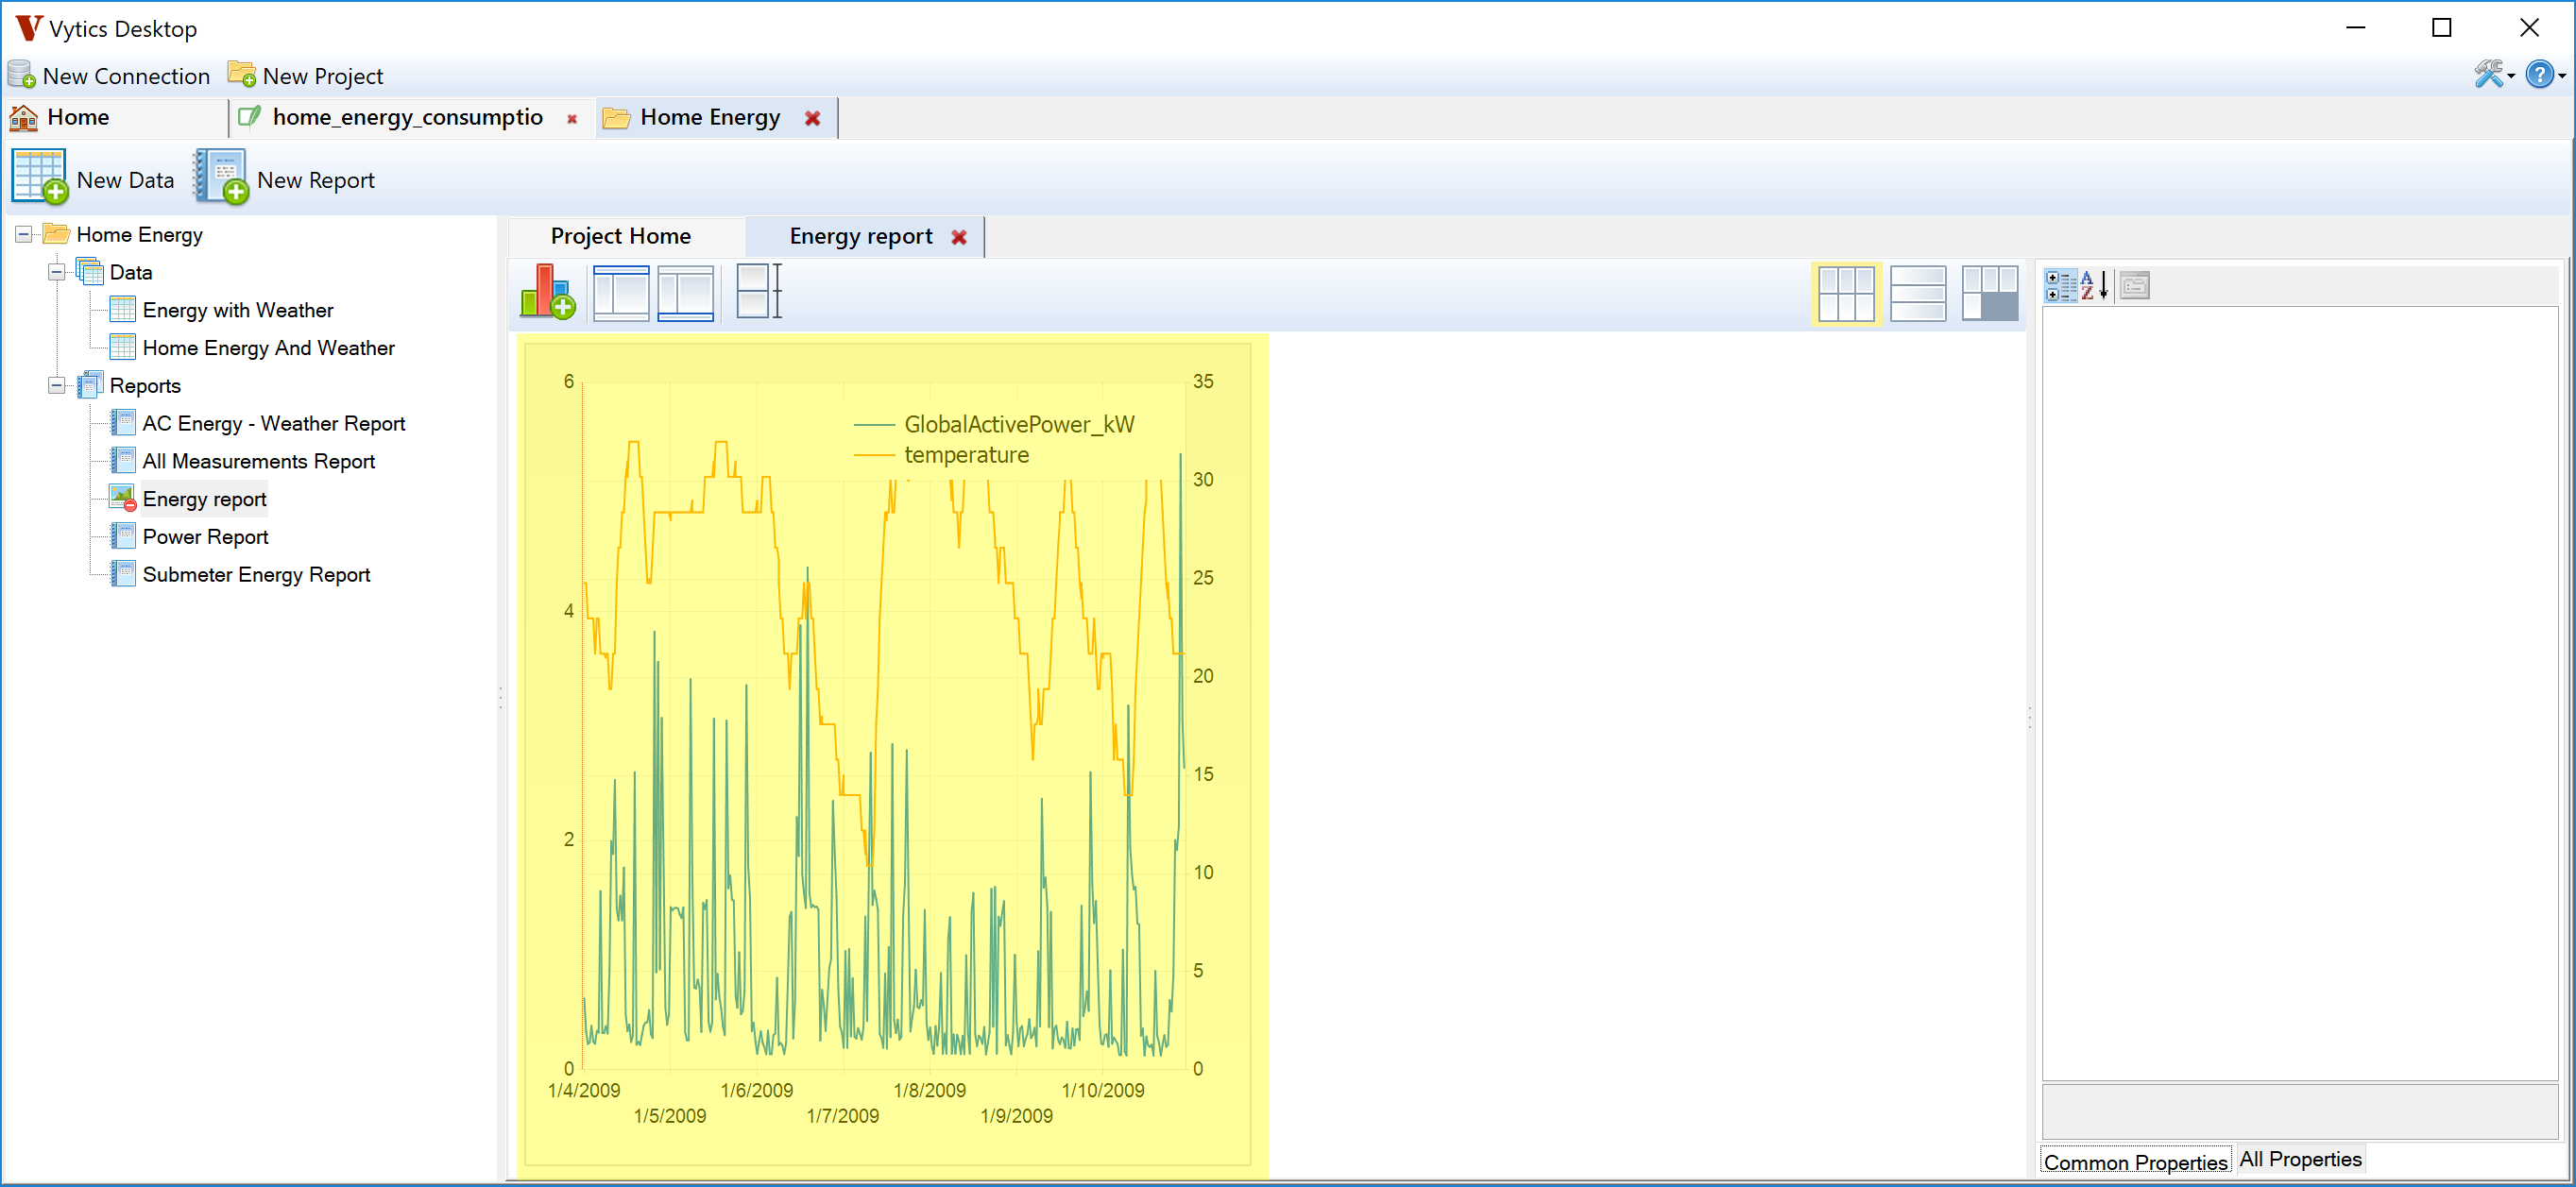 Vytics Desktop
New Connection New Project
Home home_energy_consumptio Home Energy
New Data New Report
Home Energy
Data
Energy with Weather
Home Energy And Weather
Reports
AC Energy - Weather Report
All Measurements Report
Energy report
Power Report
Submeter Energy Report
Project Home Energy report
6 35
GlobalActivePower_kW
temperature
30
25
4
20
15
2
10
5
0 0
1/4/2009 1/6/2009 1/8/2009 1/10/2009
1/5/2009 1/7/2009 1/9/2009
A
Z
Common Properties All Properties